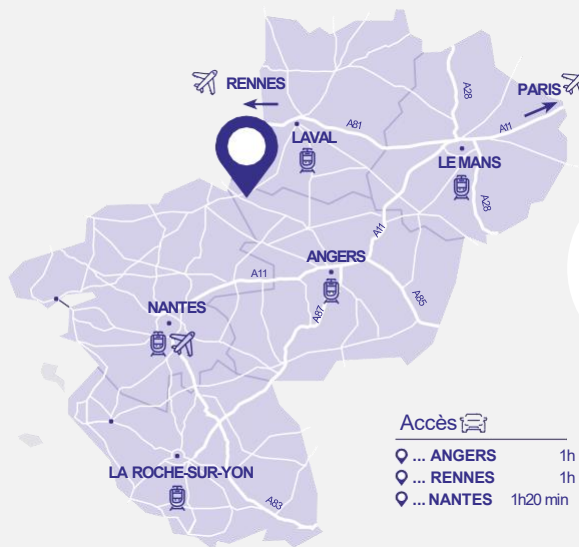 RENNES
PARIS
A28
A81
A11
LAVAL
LE MANS
A28
A11
ANGERS
A11
A85
NANTES
A87
LA ROCHE-SUR-YON
A83
Accès
... ANGERS 1h
... RENNES 1h
... NANTES 1h20 min